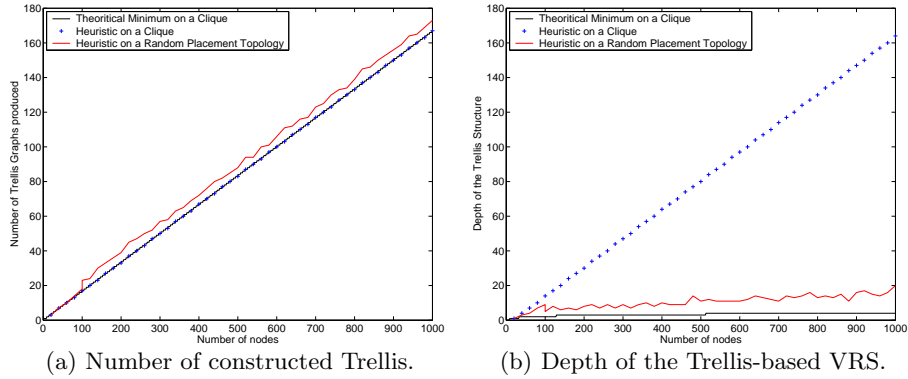 Theoritical Minimum on a Clique
Heuristic on a Clique
Heuristic on a Random Placement Topology
Number of Trellis Graphs produced
180
160
140
120
100
80
60
40
20
0
0 100 200 300 400 500 600 700 800 900 1000
Number of nodes
(a) Number of constructed Trellis.
Theoritical Minimum on a Clique
Heuristic on a Clique
Heuristic on a Random Placement Topology
Depth of the Trellis Structure
180
160
140
120
100
80
60
40
20
0
0 100 200 300 400 500 600 700 800 900 1000
Number of nodes
(b) Depth of the Trellis-based VRS.